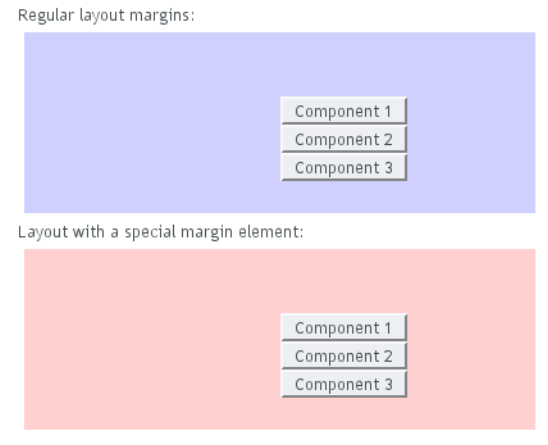 Regular layout margins:
Component 1
Component 2
Component 3
Layout with a special margin element:
Component 1
Component 2
Component 3